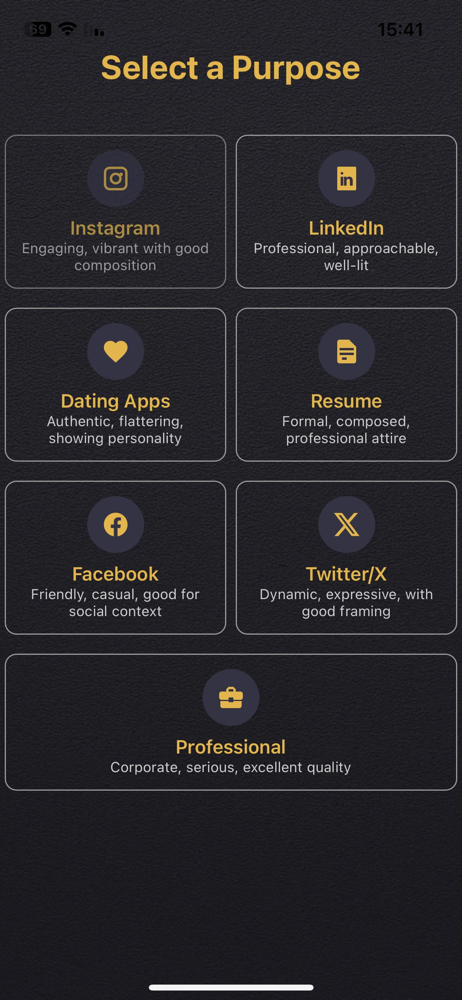 69
15:41
Select a Purpose
Instagram
Engaging, vibrant with good
composition
in
LinkedIn
Professional, approachable,
well-lit
Dating Apps
Authentic, flattering,
showing personality
Resume
Formal, composed,
professional attire
Facebook
Friendly, casual, good for
social context
Twitter/X
Dynamic, expressive, with
good framing
Professional
Corporate, serious, excellent quality